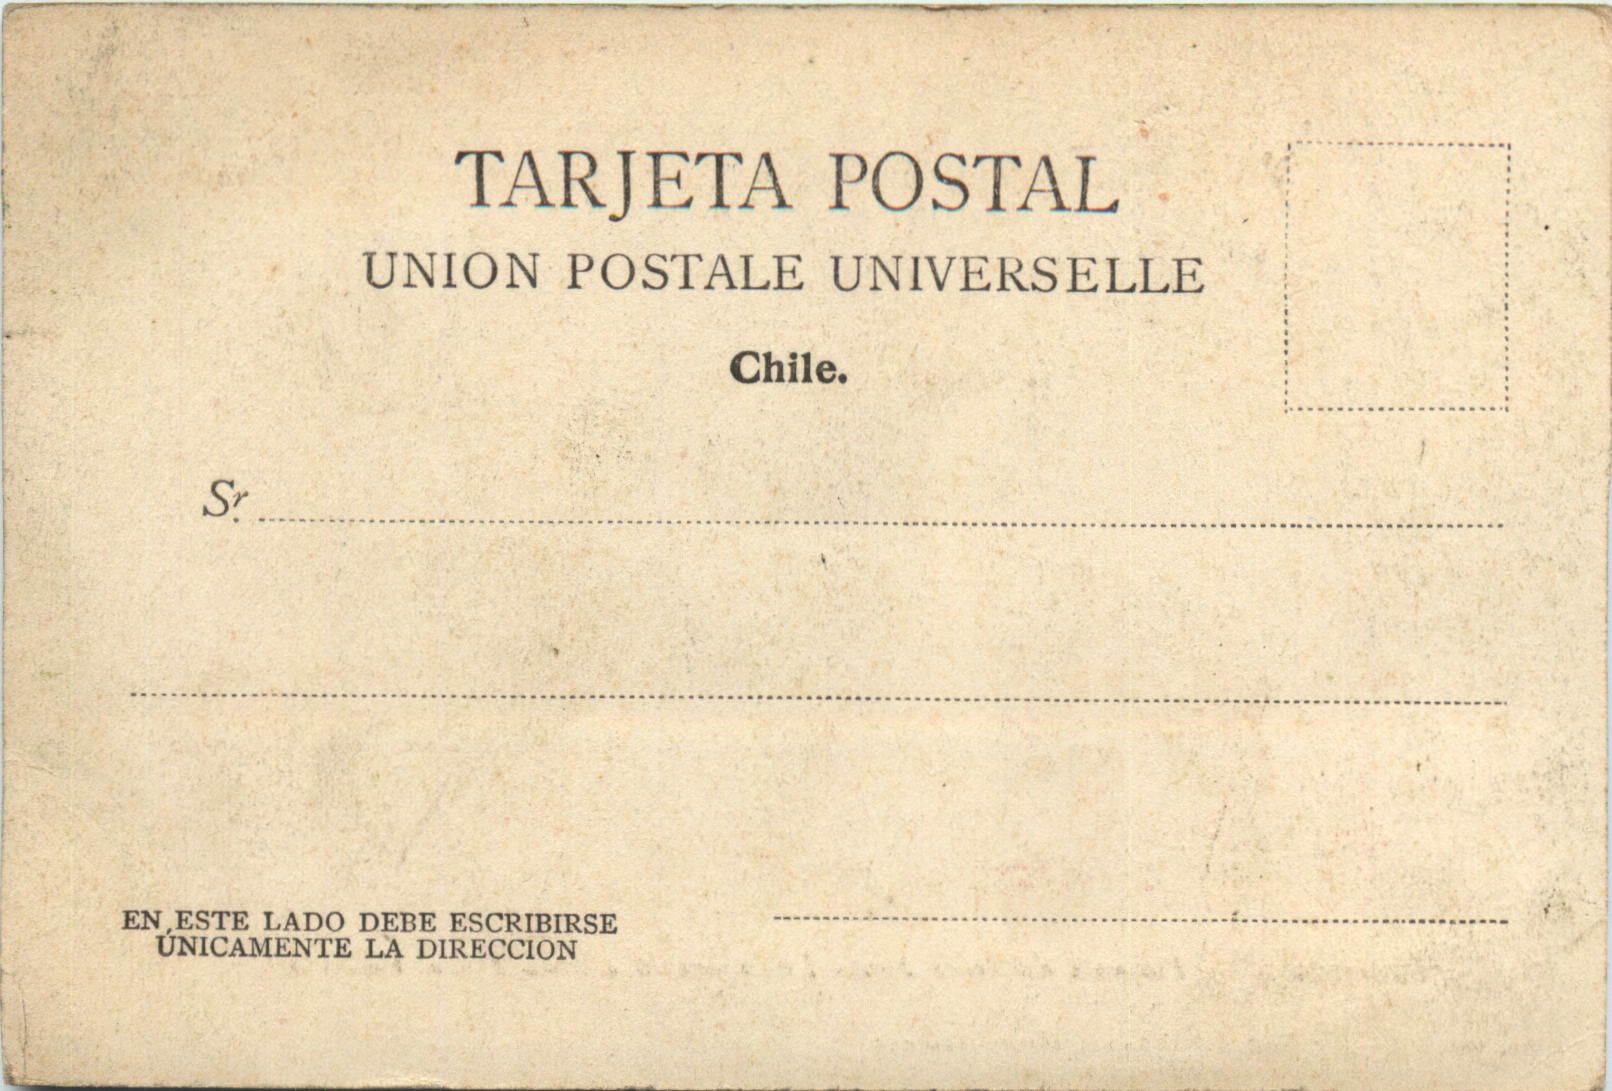 TARJETA POSTAL
UNION POSTALE UNIVERSELLE
Chile.
Sr.
EN ESTE LADO DEBE ESCRIBIRSE
ÚNICAMENTE LA DIRECCION